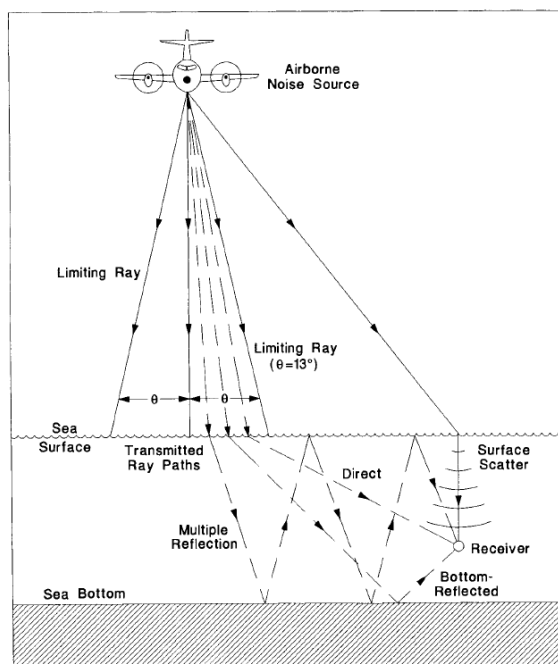 Airborne
Noise Source
Limiting Ray
Limiting Ray
(θ=13°)
θ
θ
Sea
Surface
Transmitted
Ray Paths
Surface
Scatter
Direct
Multiple
Reflection
Receiver
Bottom-
Reflected
Sea Bottom